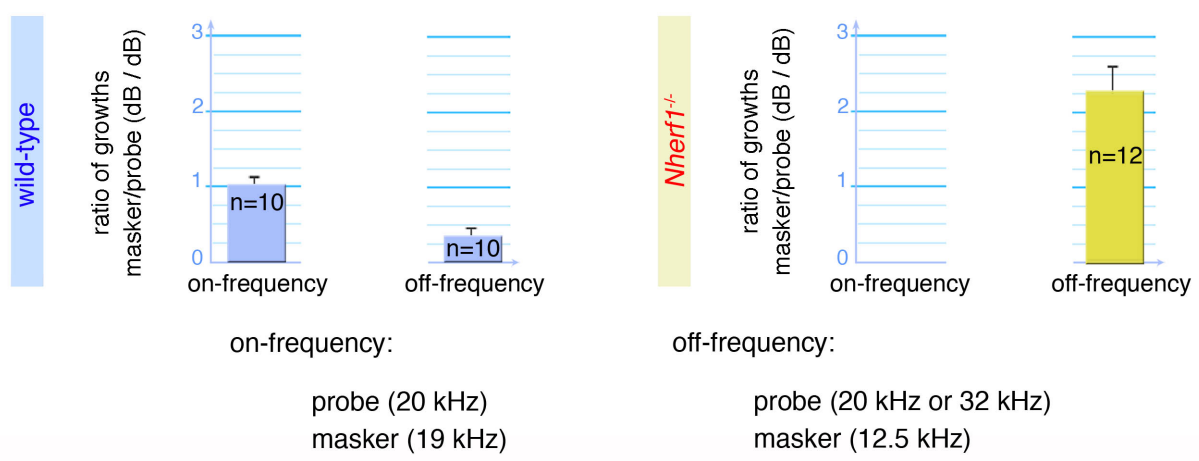 wild-type
ratio of growths
masker/probe (dB / dB)
3
2
1
0
n=10
n=10
on-frequency
off-frequency
Nherf1-/-
ratio of growths
masker/probe (dB / dB)
3
2
1
0
n=12
on-frequency
off-frequency
on-frequency:
probe (20 kHz)
masker (19 kHz)
off-frequency:
probe (20 kHz or 32 kHz)
masker (12.5 kHz)